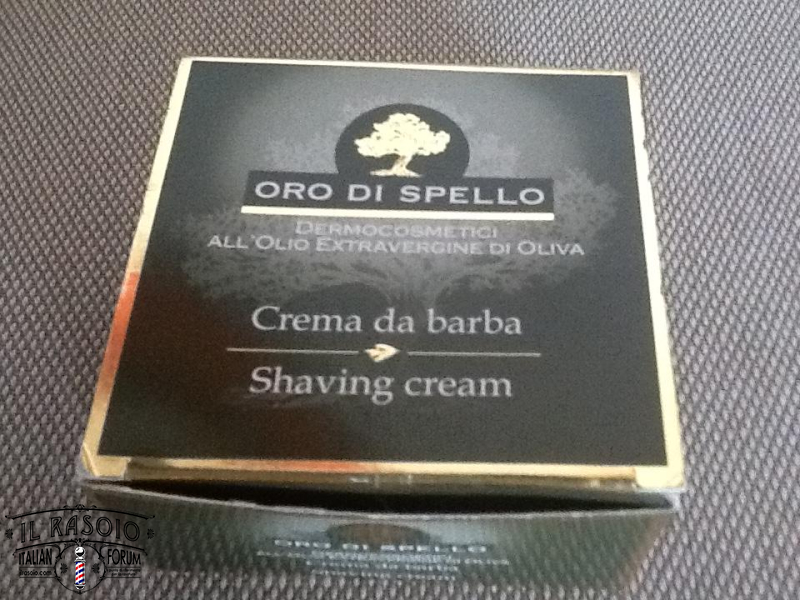 ORO DI SPELLO
DERMOCOSMETICI
ALL'OLIO EXTRAVERGINE DI OLIVA
Crema da barba
Shaving cream
ORO DI SPELLO
IL RASOIO
ITALIAN FORUM